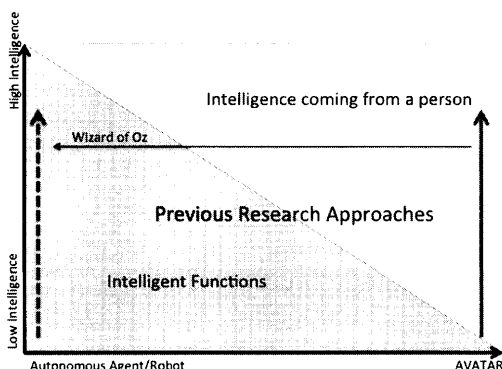 High Intelligence
Intelligence coming from a person
Wizard of Oz
Previous Research Approaches
Intelligent Functions
Low Intelligence
Autonomous Agent/Robot
AVATAR